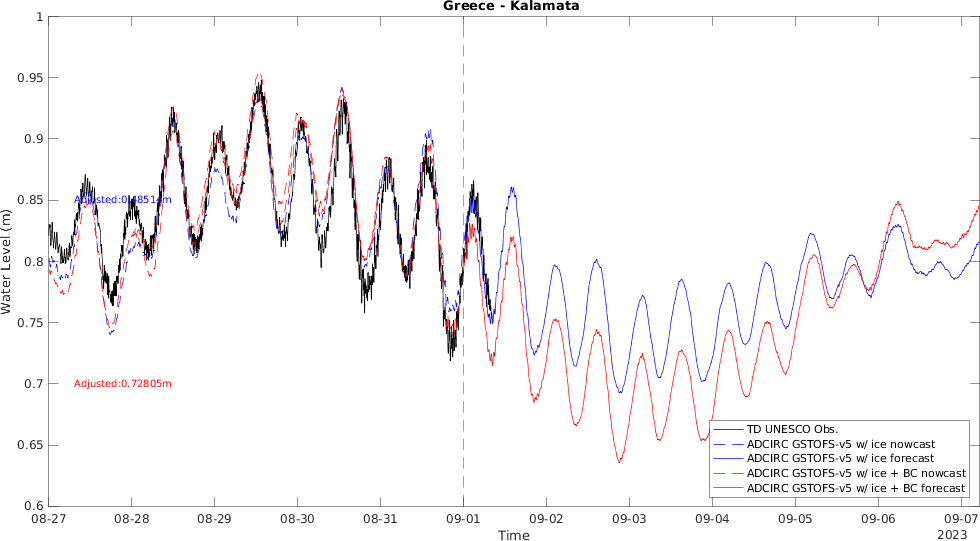 Greece - Kalamata
1
0.95
0.9
0.85
0.8
0.75
0.7
0.65
0.6
Water Level (m)
Adjusted:0.48514m
Adjusted:0.72805m
TD UNESCO Obs.
ADCIRC GSTOFS-v5 w/ ice nowcast
ADCIRC GSTOFS-v5 w/ ice forecast
ADCIRC GSTOFS-v5 w/ ice + BC nowcast
ADCIRC GSTOFS-v5 w/ ice + BC forecast
08-27 08-28 08-29 08-30 08-31 09-01 09-02 09-03 09-04 09-05 09-06 09-07
Time
2023